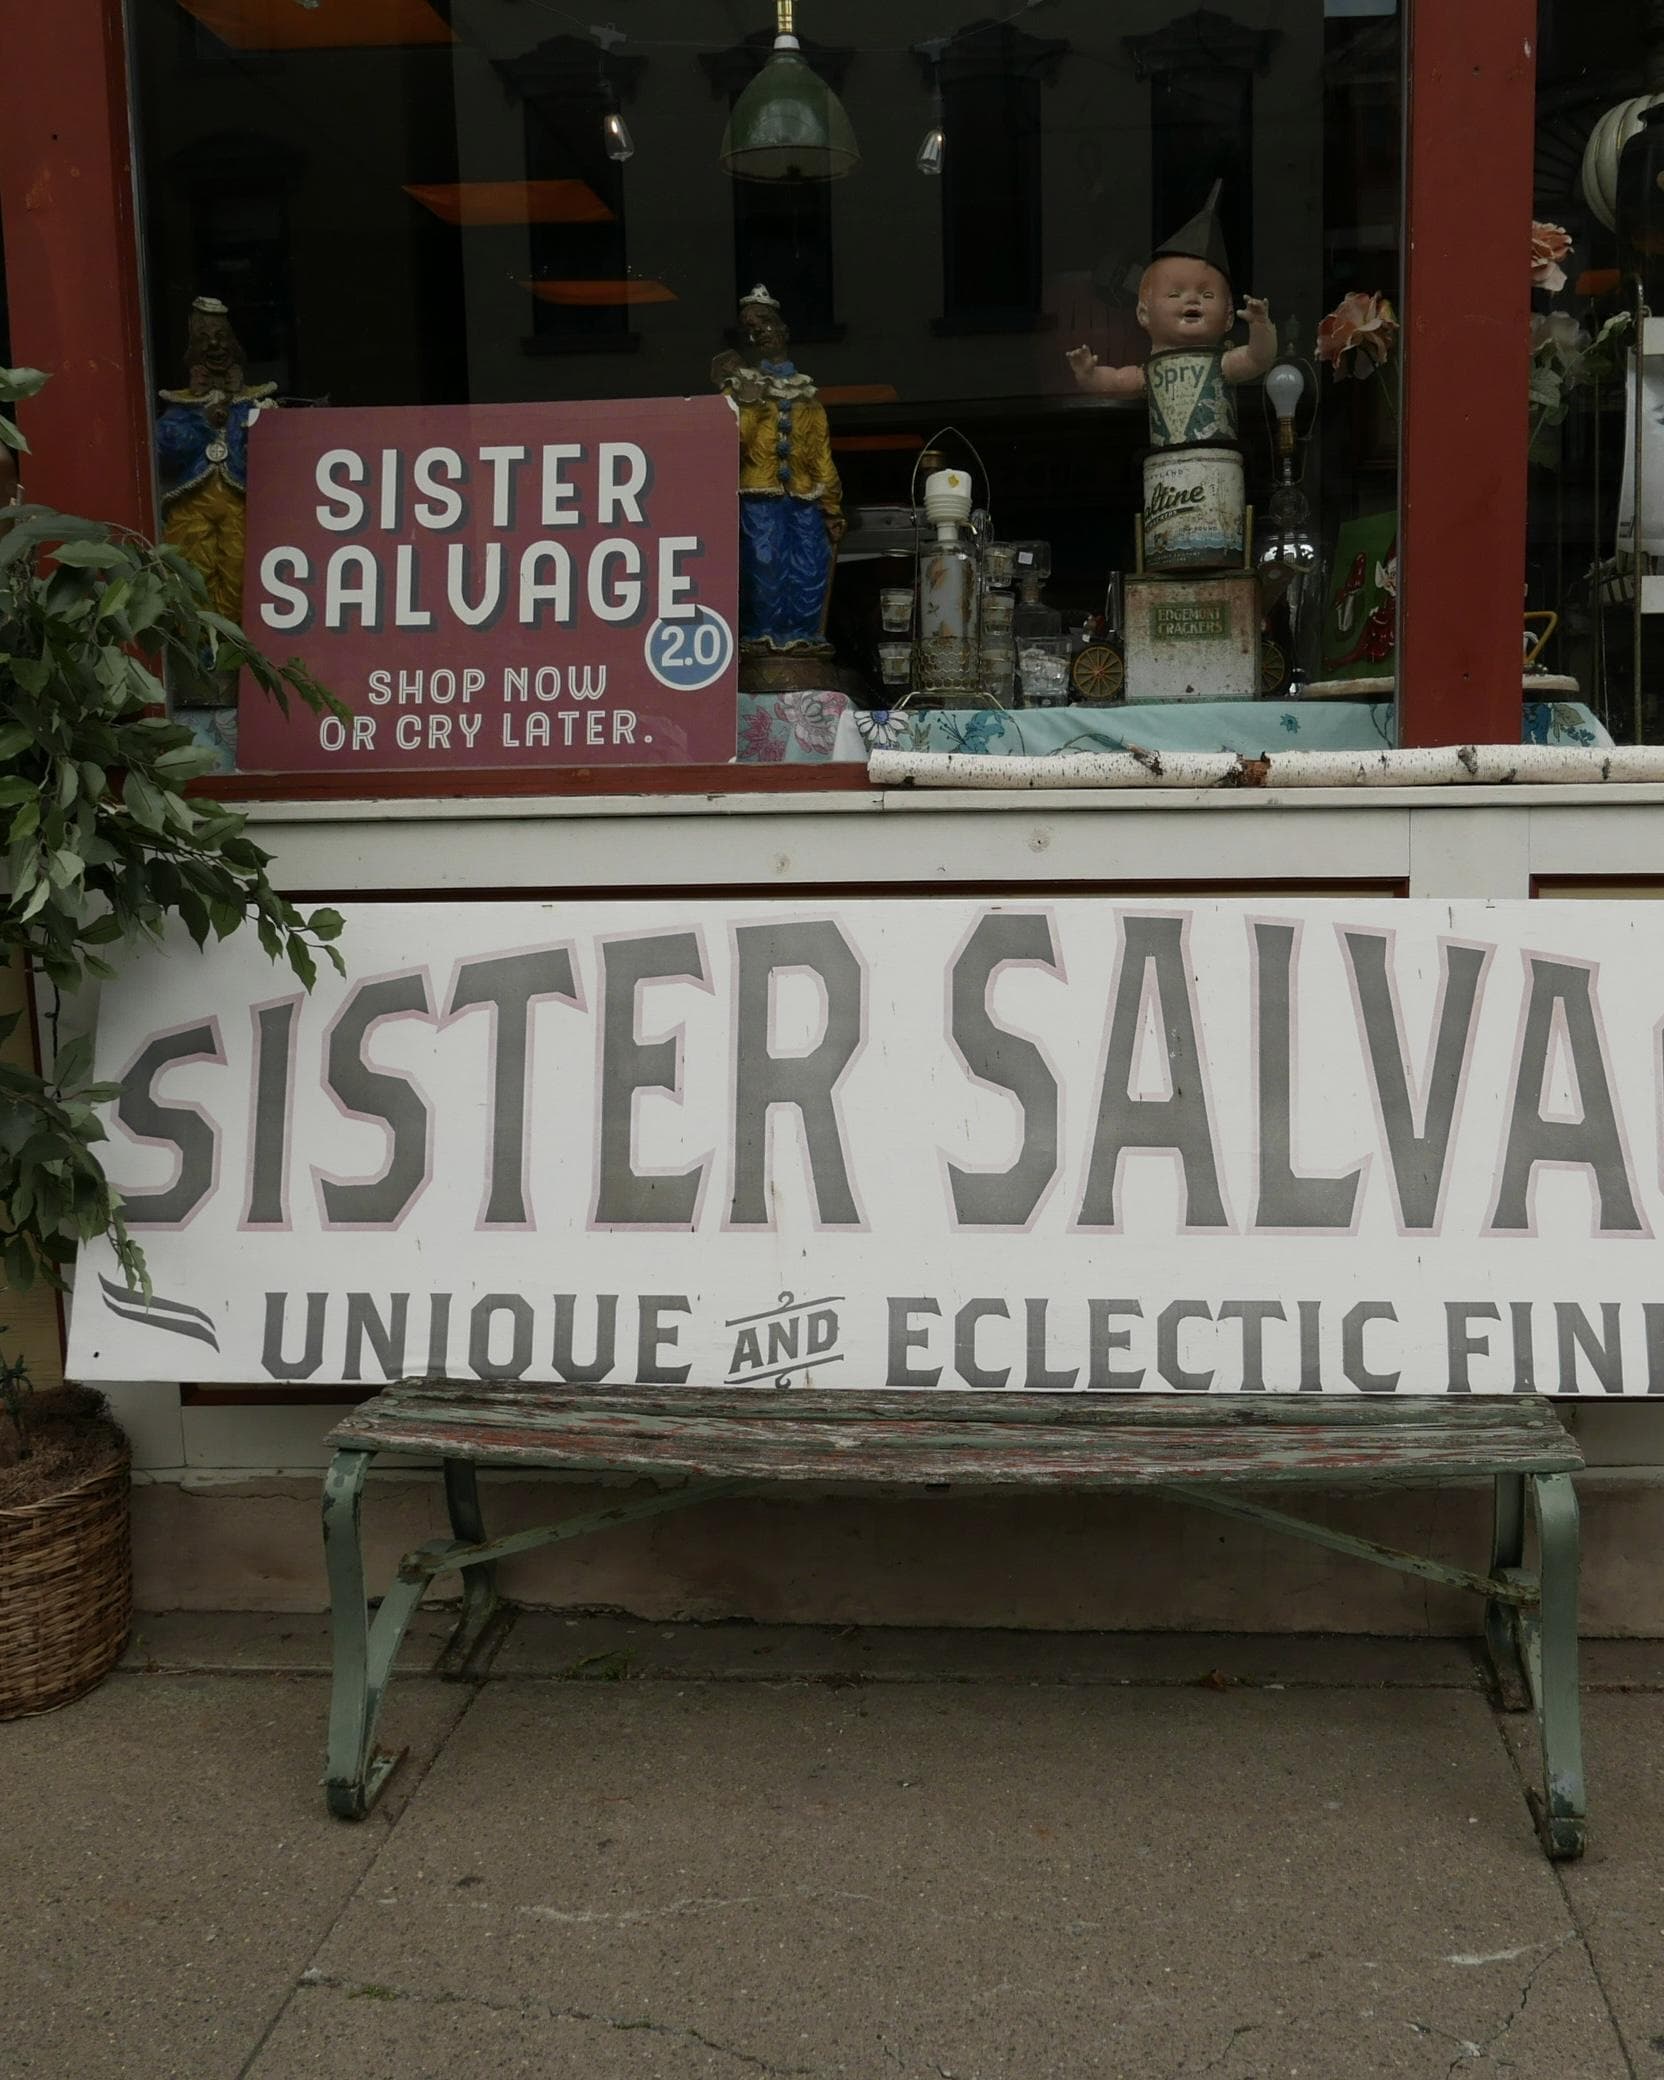 SISTER
SALVAGE
2.0
SHOP NOW
OR CRY LATER.
Spry
EDGEMONT
CRACKERS
SISTER SALVA
UNIQUE AND ECLECTIC FIN